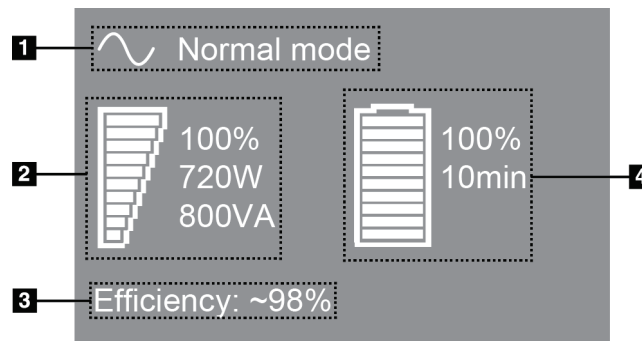 1
Normal mode
2
100%
720W
800VA
100%
10min
4
3
Efficiency: ~98%